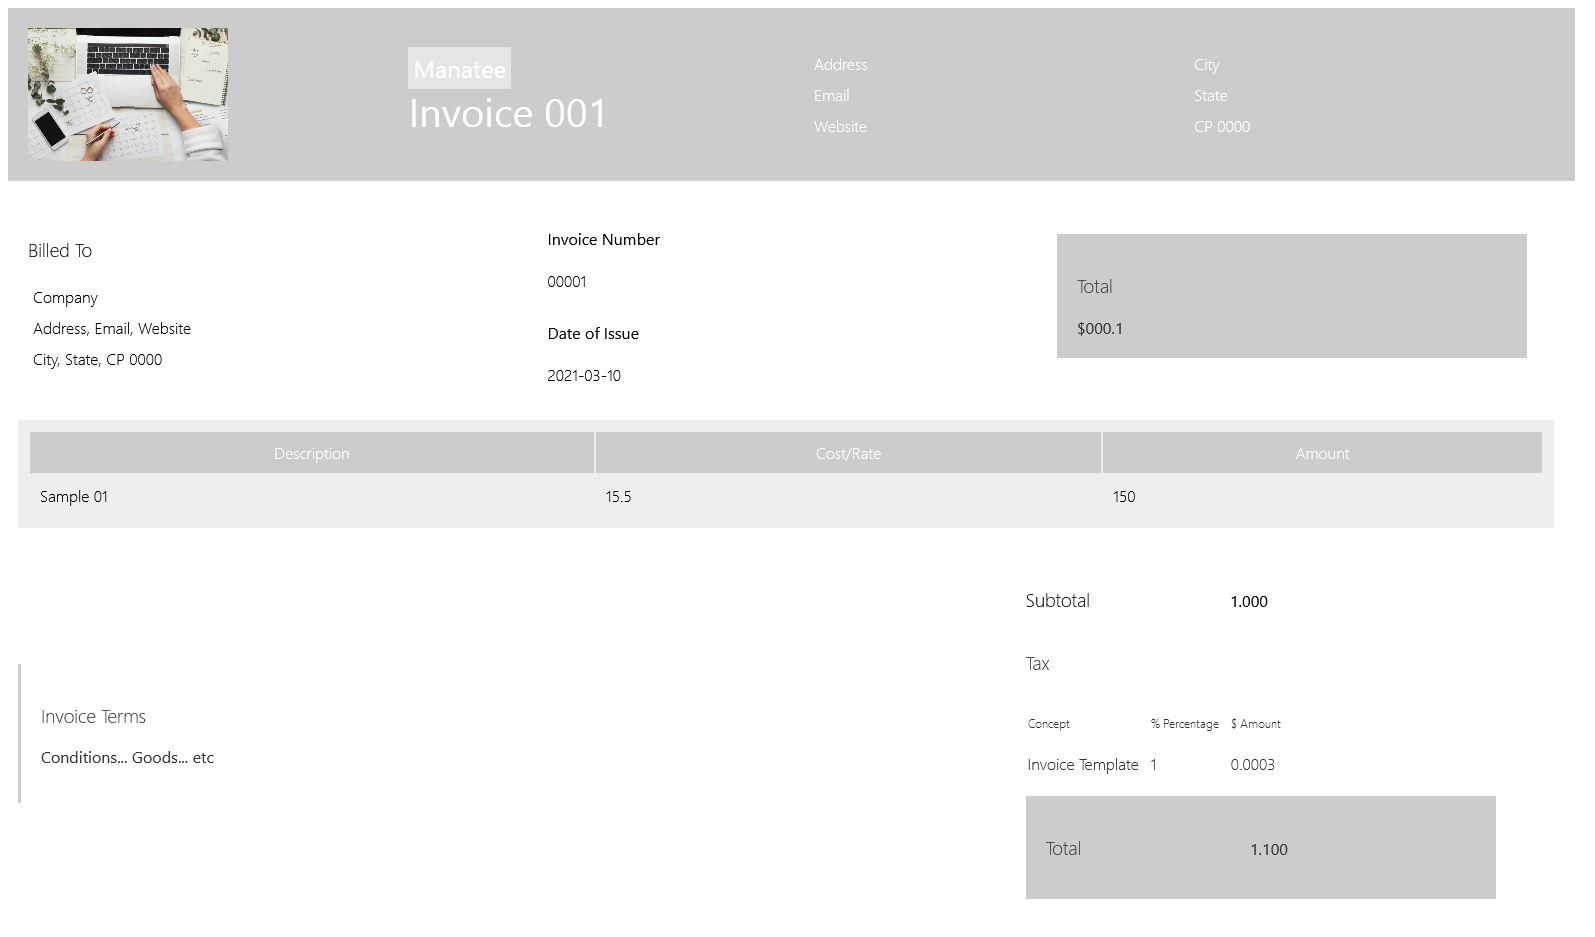 Manatee
Invoice 001
Address
Email
Website
City
State
CP 0000
Billed To
Company
Address, Email, Website
City, State, CP 0000
Invoice Number
00001
Date of Issue
2021-03-10
Total
$000.1
Description Cost/Rate Amount
Sample 01 15.5 150
Subtotal 1.000
Tax
Concept % Percentage $ Amount
Invoice Template 1 0.0003
Total 1.100
Invoice Terms
Conditions... Goods... etc